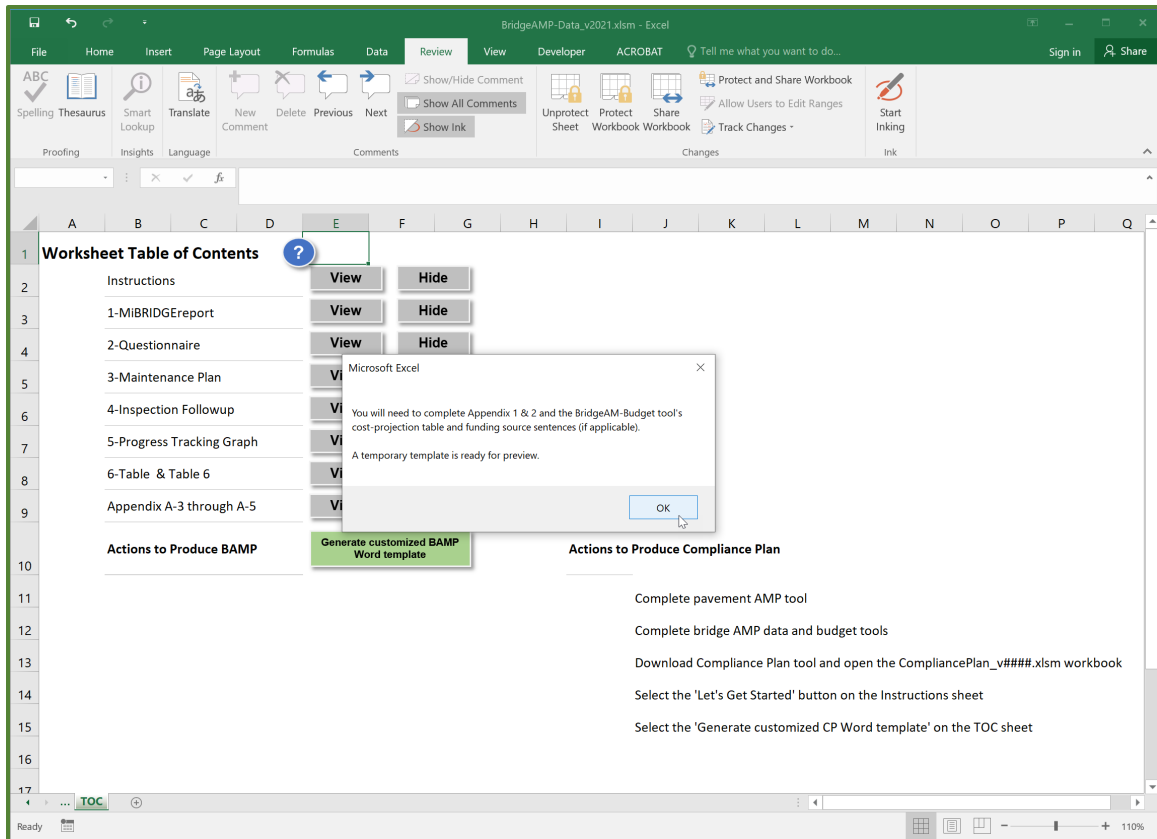 BridgeAMP-Data_v2021.xlsm - Excel
File Home Insert Page Layout Formulas Data Review View Developer ACROBAT Tell me what you want to do... Sign in Share
ABC
Spelling Thesaurus Smart Lookup Translate New Comment Delete Previous Next
Show/Hide Comment
Show All Comments
Show Ink
Unprotect Sheet Protect Workbook Share Workbook
Protect and Share Workbook
Allow Users to Edit Ranges
Track Changes
Start Inking
Proofing Insights Language Comments Changes Ink
fx
A B C D E F G H I J K L M N O P Q
1 Worksheet Table of Contents ?
2 Instructions View Hide
3 1-MiBRIDGEreport View Hide
4 2-Questionnaire View Hide
5 3-Maintenance Plan Vi
6 4-Inspection Followup Vi
7 5-Progress Tracking Graph Vi
8 6-Table & Table 6 Vi
9 Appendix A-3 through A-5 Vi
Microsoft Excel
You will need to complete Appendix 1 & 2 and the BridgeAM-Budget tool's
cost-projection table and funding source sentences (if applicable).
A temporary template is ready for preview.
OK
10 Actions to Produce BAMP Generate customized BAMP Word template Actions to Produce Compliance Plan
11 Complete pavement AMP tool
12 Complete bridge AMP data and budget tools
13 Download Compliance Plan tool and open the CompliancePlan_v####.xlsm workbook
14 Select the 'Let's Get Started' button on the Instructions sheet
15 Select the 'Generate customized CP Word template' on the TOC sheet
16
17
... TOC
Ready 110%